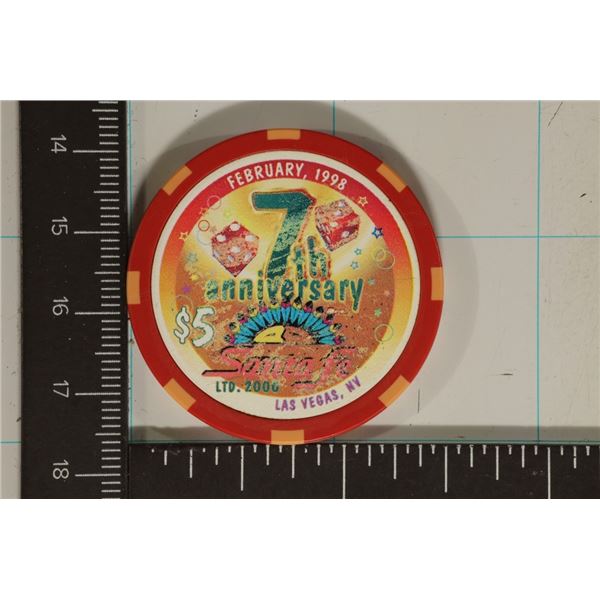 FEBRUARY, 1998
7th
anniversary
$5
Santa Fe
LTD. 2000
LAS VEGAS, NV
14
15
16
17
18